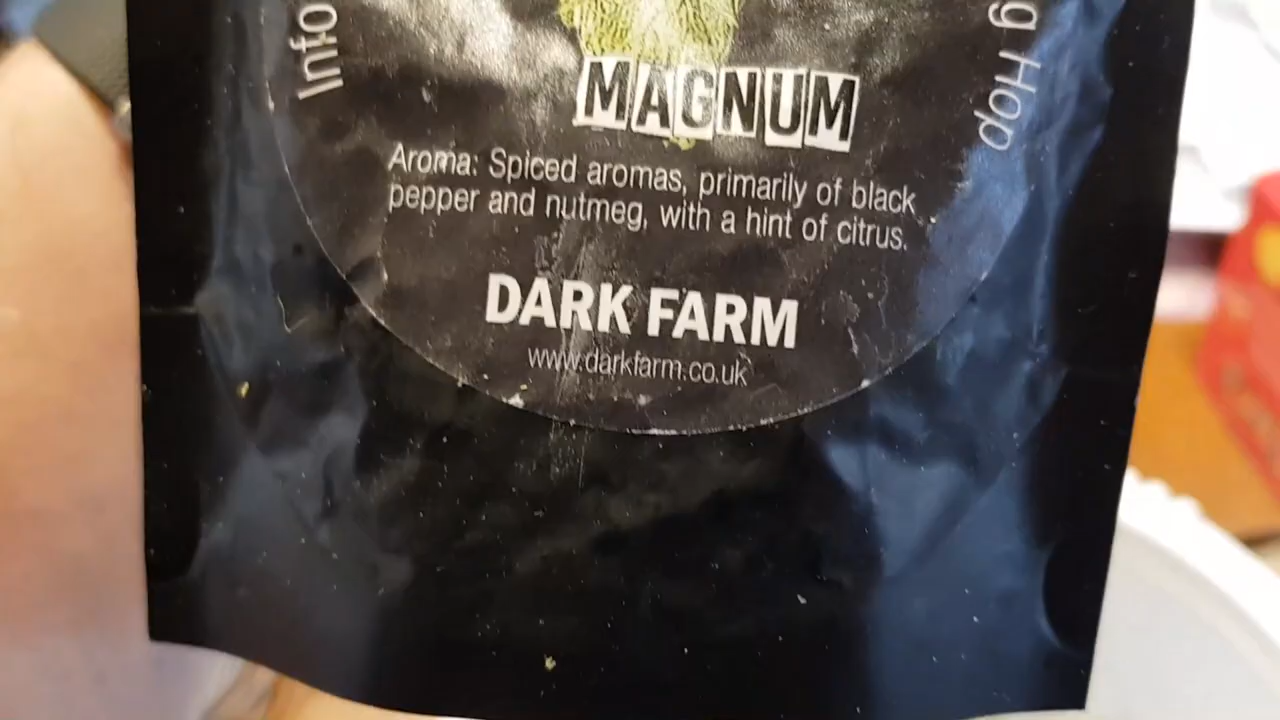 Info
g Hop
MAGNUM
Aroma: Spiced aromas, primarily of black
pepper and nutmeg, with a hint of citrus.
DARK FARM
www.darkfarm.co.uk